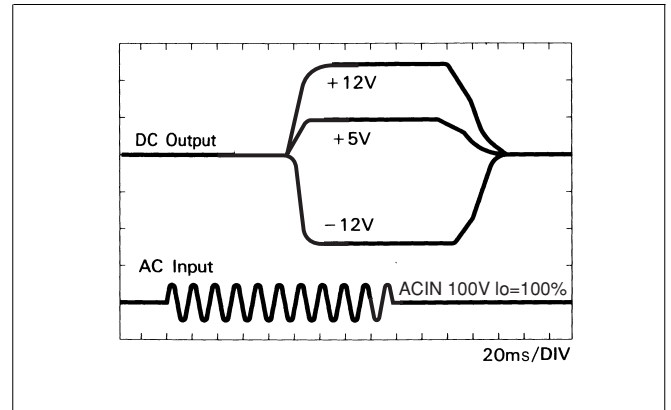 +12V
DC Output
+5V
−12V
AC Input
ACIN 100V Io=100%
20ms/DIV